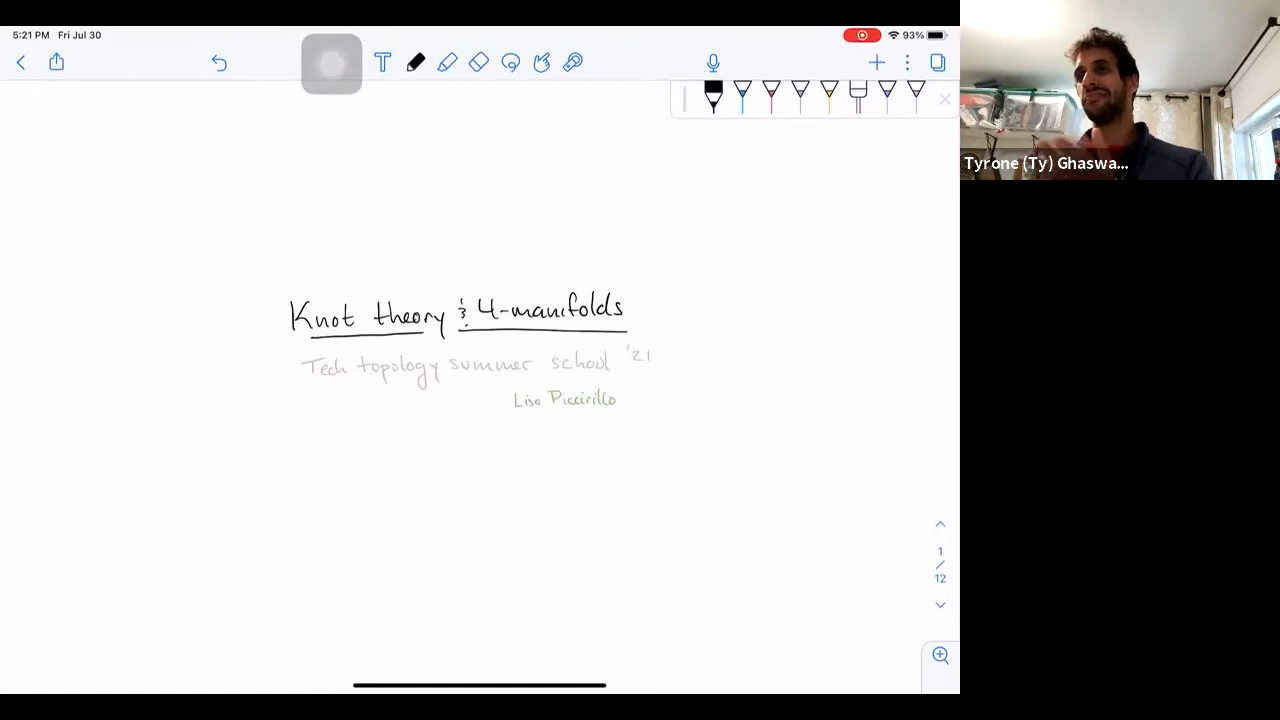 5:21 PM Fri Jul 30
93%
Knot theory & 4-manifolds
Tech topology summer school '21
Lisa Piccirillo
Tyrone (Ty) Ghaswa...
1
/
12